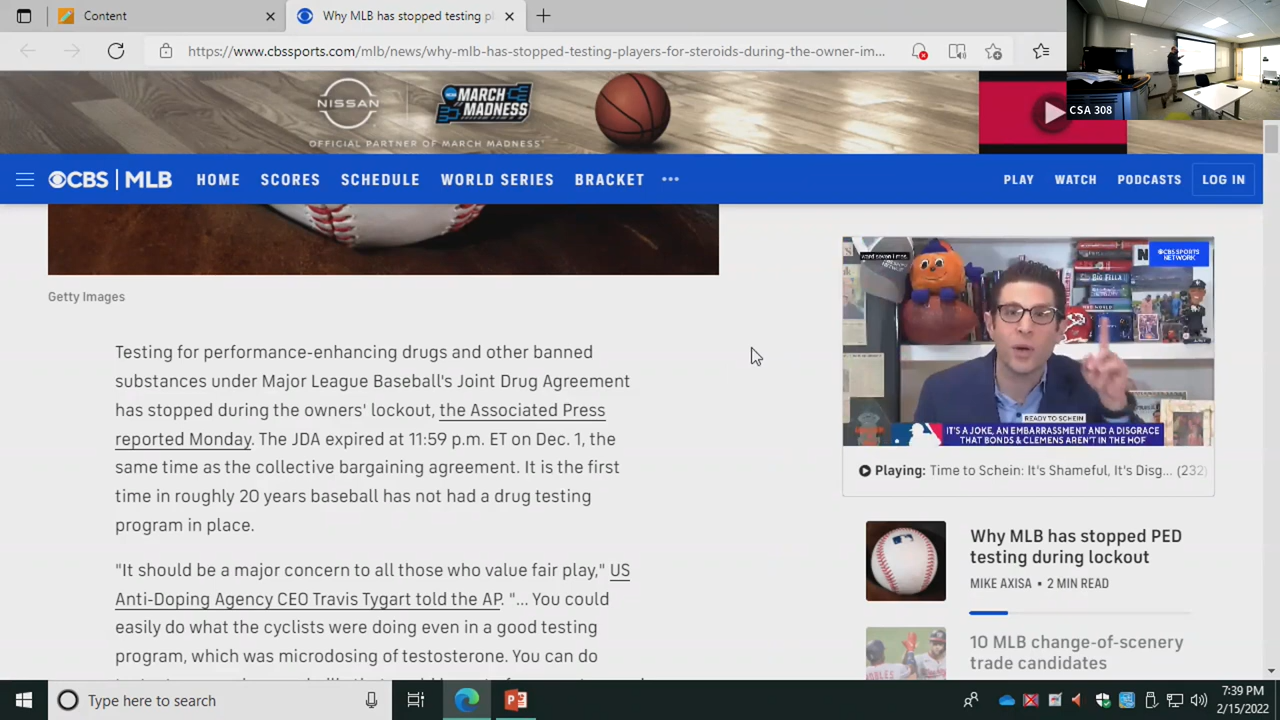 Content
Why MLB has stopped testing pl
https://www.cbssports.com/mlb/news/why-mlb-has-stopped-testing-players-for-steroids-during-the-owner-im...
CSA 308
NISSAN
MARCH MADNESS
OFFICIAL PARTNER OF MARCH MADNESS
CBS | MLB HOME SCORES SCHEDULE WORLD SERIES BRACKET ••• PLAY WATCH PODCASTS LOG IN
Getty Images
Testing for performance-enhancing drugs and other banned
substances under Major League Baseball's Joint Drug Agreement
has stopped during the owners' lockout, the Associated Press
reported Monday. The JDA expired at 11:59 p.m. ET on Dec. 1, the
same time as the collective bargaining agreement. It is the first
time in roughly 20 years baseball has not had a drug testing
program in place.
"It should be a major concern to all those who value fair play," US
Anti-Doping Agency CEO Travis Tygart told the AP. "... You could
easily do what the cyclists were doing even in a good testing
program, which was microdosing of testosterone. You can do
CBS SPORTS
NETWORK
READY TO SCHEIN
IT'S A JOKE, AN EMBARRASSMENT AND A DISGRACE
THAT BONDS & CLEMENS AREN'T IN THE HOF
Playing: Time to Schein: It's Shameful, It's Disg... (232)
Why MLB has stopped PED
testing during lockout
MIKE AXISA • 2 MIN READ
10 MLB change-of-scenery
trade candidates
Type here to search
7:39 PM
2/15/2022